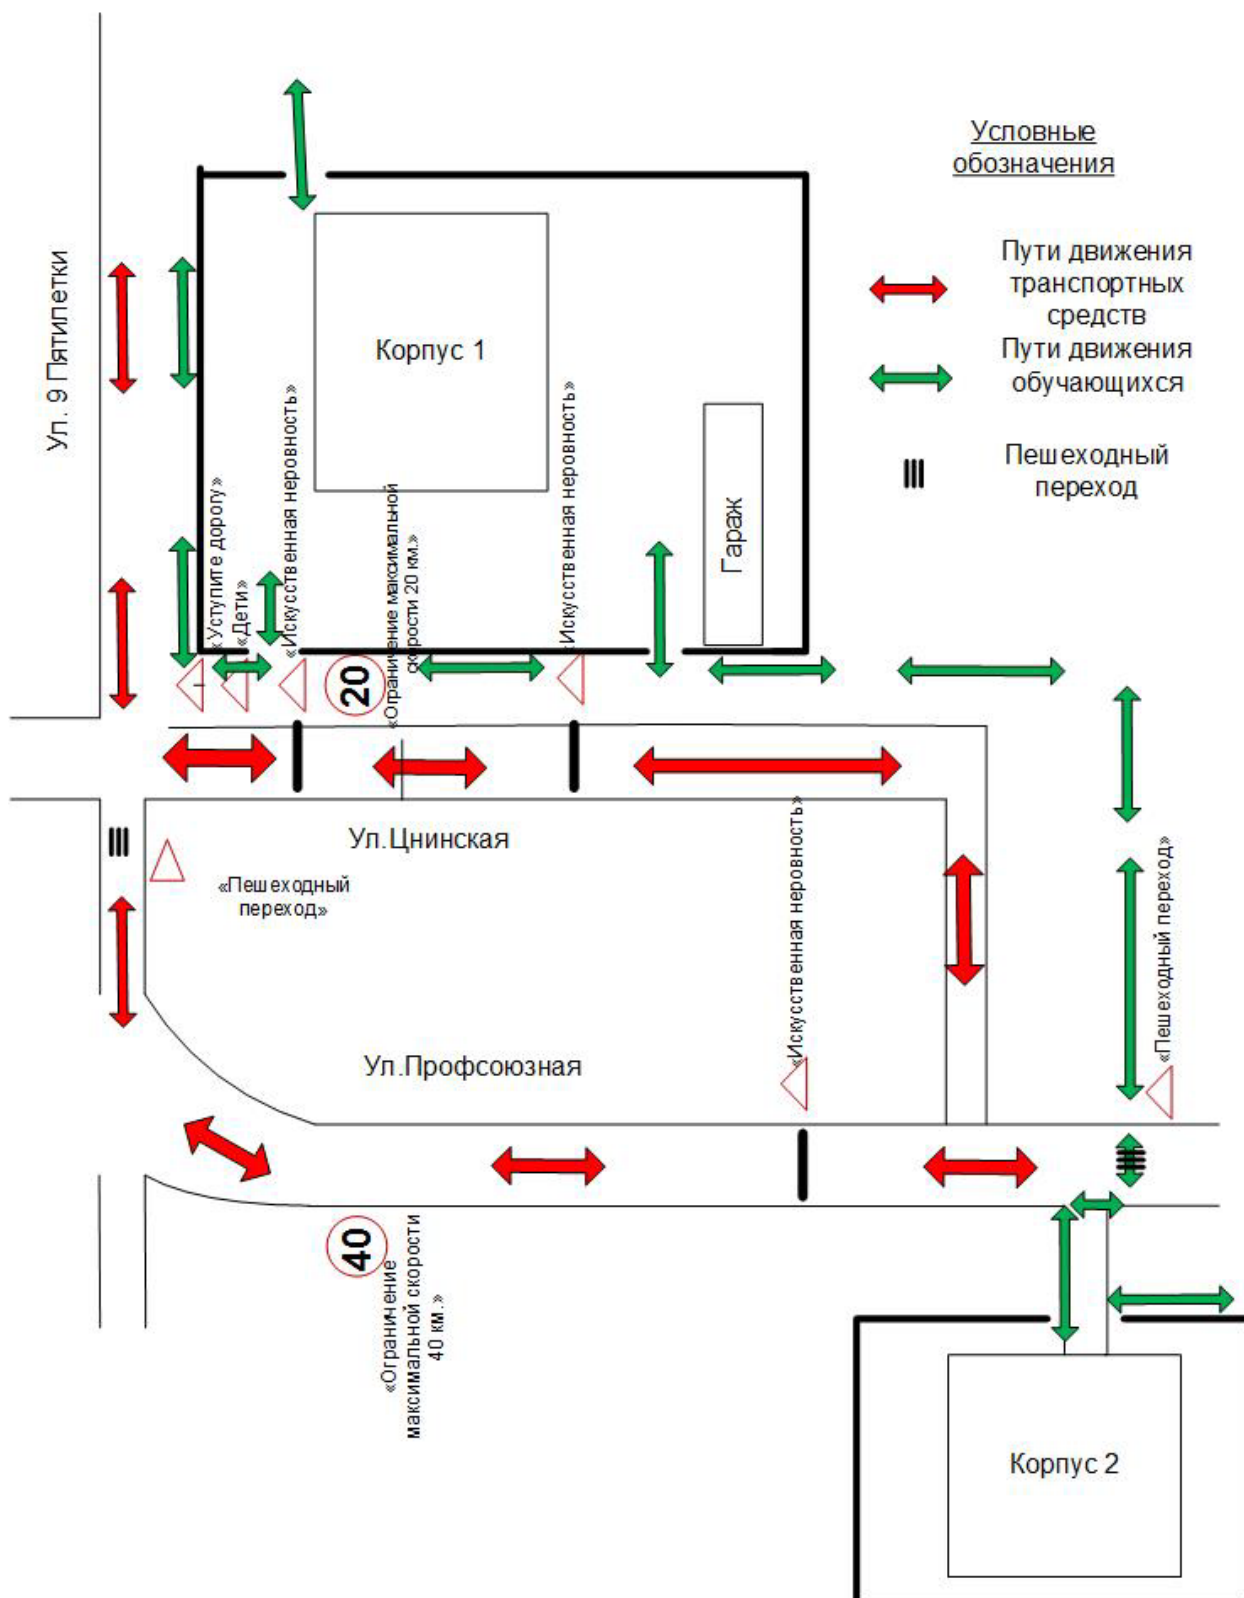 Условные
обозначения
Пути движения
транспортных
средств
Пути движения
обучающихся
Пешеходный
переход
Ул. 9 Пятилетки
Корпус 1
Гараж
«Уступите дорогу»
«Дети»
«Искусственная неровность»
«Ограничение максимальной
скорости 20 км.»
«Искусственная неровность»
20
Ул.Цнинская
«Пешеходный
переход»
«Искусственная неровность»
«Пешеходный переход»
Ул.Профсоюзная
40
«Ограничение
максимальной скорости
40 км.»
Корпус 2